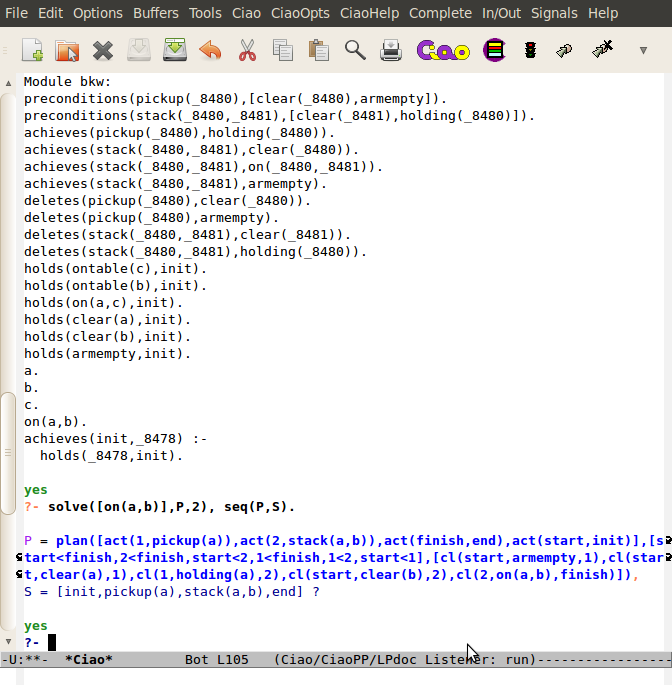 File Edit Options Buffers Tools Ciao CiaoOpts CiaoHelp Complete In/Out Signals Help
Ciao
Module bkw:
preconditions(pickup(_8480),[clear(_8480),armempty]).
preconditions(stack(_8480,_8481),[clear(_8481),holding(_8480)]).
achieves(pickup(_8480),holding(_8480)).
achieves(stack(_8480,_8481),clear(_8480)).
achieves(stack(_8480,_8481),on(_8480,_8481)).
achieves(stack(_8480,_8481),armempty).
deletes(pickup(_8480),clear(_8480)).
deletes(pickup(_8480),armempty).
deletes(stack(_8480,_8481),clear(_8481)).
deletes(stack(_8480,_8481),holding(_8480)).
holds(ontable(c),init).
holds(ontable(b),init).
holds(on(a,c),init).
holds(clear(a),init).
holds(clear(b),init).
holds(armempty,init).
a.
b.
c.
on(a,b).
achieves(init,_8478) :-
  holds(_8478,init).
yes
?- solve([on(a,b)],P,2), seq(P,S).
P = plan([act(1,pickup(a)),act(2,stack(a,b)),act(finish,end),act(start,init)],[s
tart<finish,2<finish,start<2,1<finish,1<2,start<1],[cl(start,armempty,1),cl(star
t,clear(a),1),cl(1,holding(a),2),cl(start,clear(b),2),cl(2,on(a,b),finish)]),
S = [init,pickup(a),stack(a,b),end] ?
yes
?-
-U:**-  *Ciao*         Bot L105   (Ciao/CiaoPP/LPdoc Listener: run)-----------------